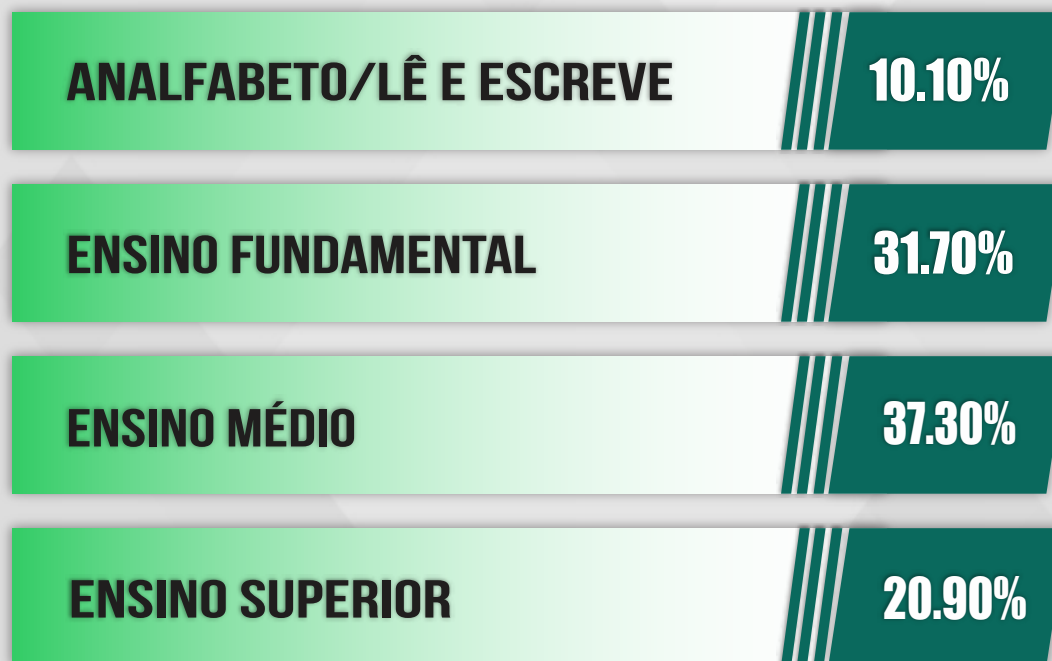 ANALFABETO/LÊ E ESCREVE 10.10%
ENSINO FUNDAMENTAL 31.70%
ENSINO MÉDIO 37.30%
ENSINO SUPERIOR 20.90%